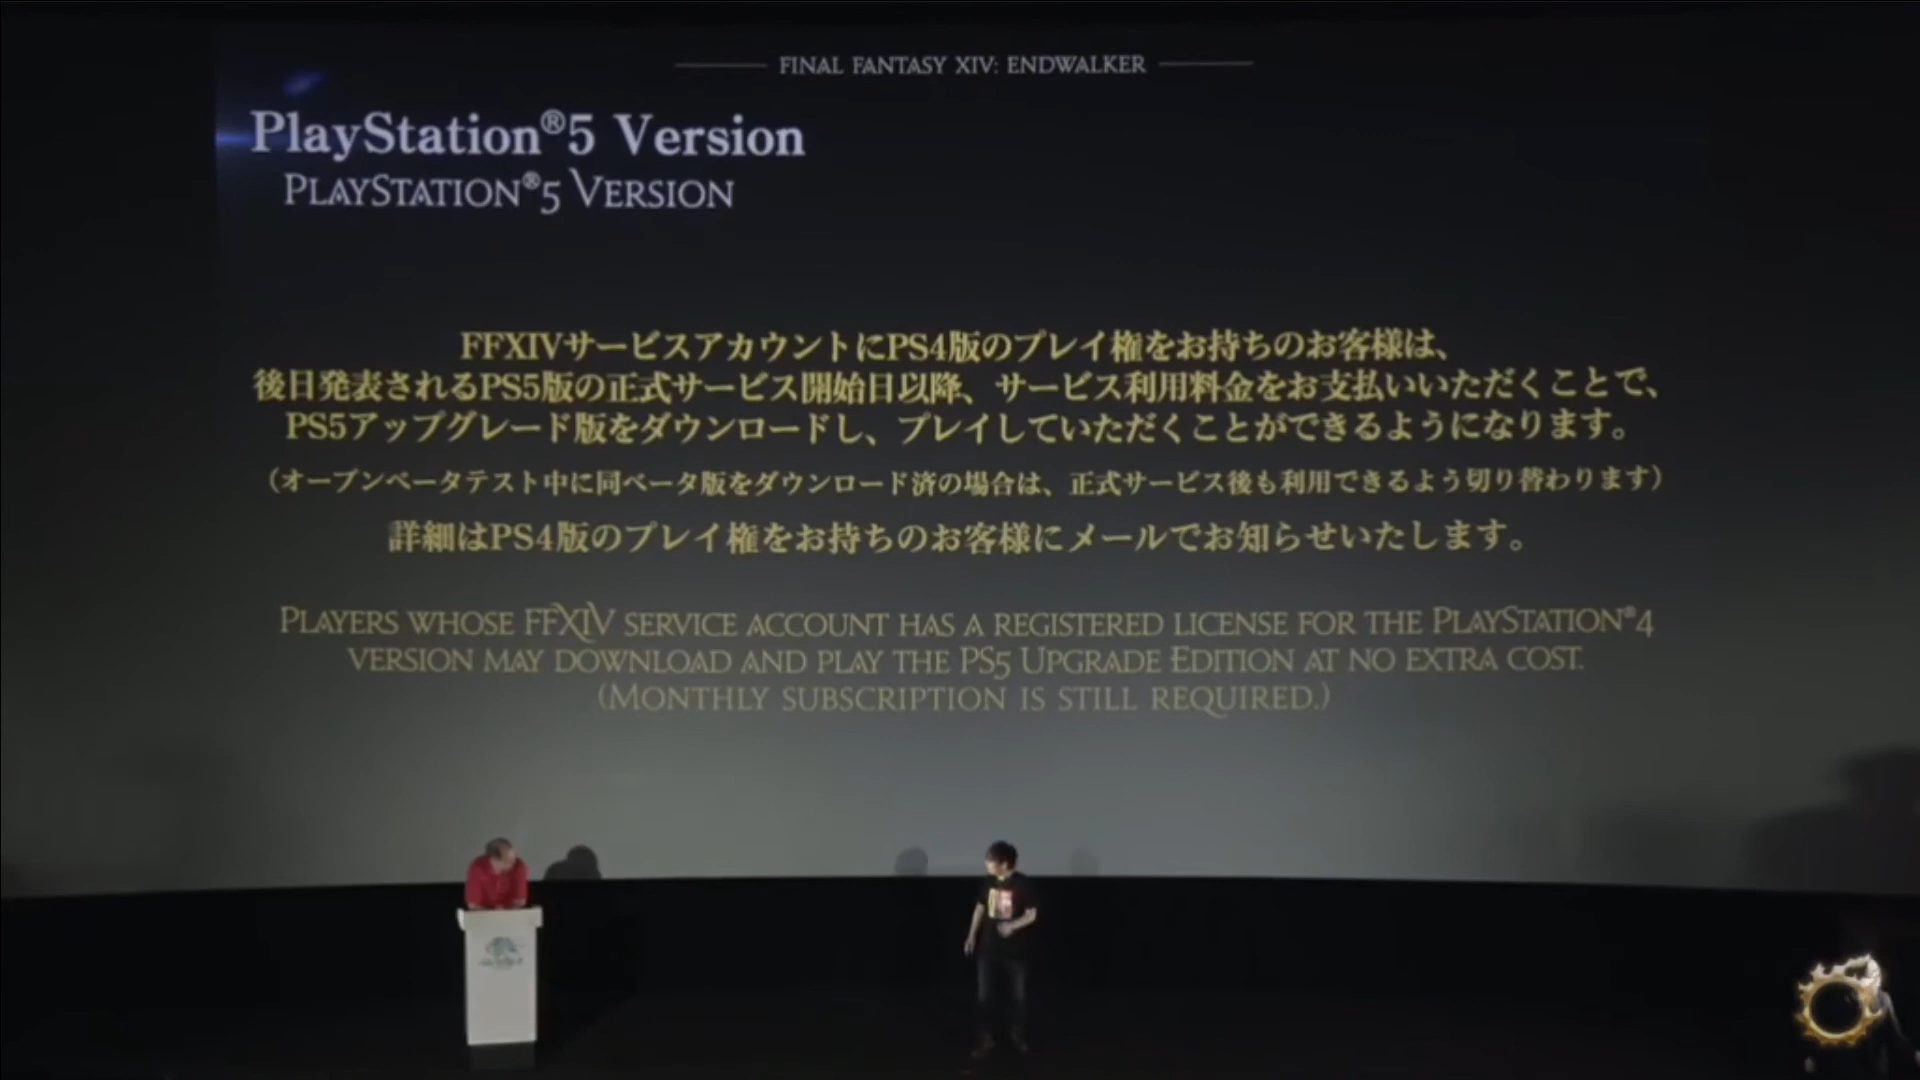 FINAL FANTASY XIV: ENDWALKER
PlayStation®5 Version
PLAYSTATION®5 VERSION
FFXIVサービスアカウントにPS4版のプレイ権をお持ちのお客様は、
後日発表されるPS5版の正式サービス開始日以降、サービス利用料金をお支払いいただくことで、
PS5アップグレード版をダウンロードし、プレイしていただくことができるようになります。
（オープンベータテスト中に同ベータ版をダウンロード済の場合は、正式サービス後も利用できるよう切り替わります）
詳細はPS4版のプレイ権をお持ちのお客様にメールでお知らせいたします。
PLAYERS WHOSE FFXIV SERVICE ACCOUNT HAS A REGISTERED LICENSE FOR THE PLAYSTATION®4
VERSION MAY DOWNLOAD AND PLAY THE PS5 UPGRADE EDITION AT NO EXTRA COST.
(MONTHLY SUBSCRIPTION IS STILL REQUIRED.)